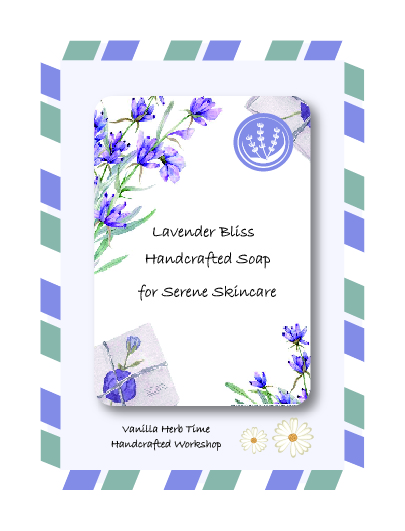 Lavender Bliss
Handcrafted Soap
for Serene Skincare
Vanilla Herb Time
Handcrafted Workshop